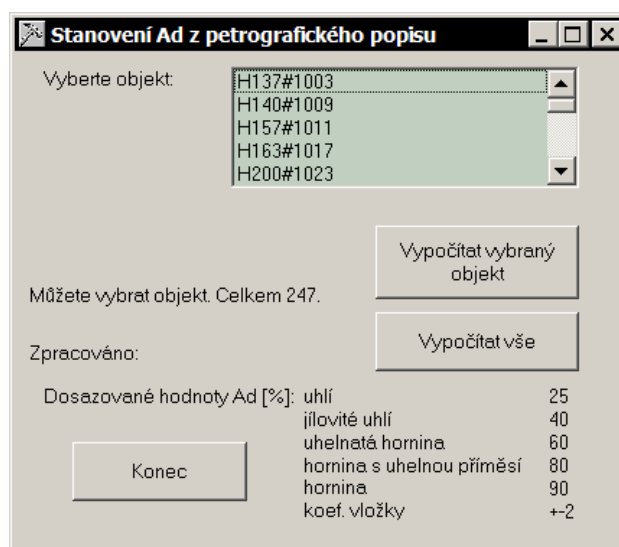 Stanovení Ad z petrografického popisu
Vyberte objekt:
H137#1003
H140#1009
H157#1011
H163#1017
H200#1023
Vypočítat vybraný
objekt
Můžete vybrat objekt. Celkem 247.
Vypočítat vše
Zpracováno:
Dosazované hodnoty Ad [%]: uhlí 25
jílovité uhlí 40
uhelnatá hornina 60
hornina s uhelnou příměsí 80
hornina 90
koef. vložky +-2
Konec